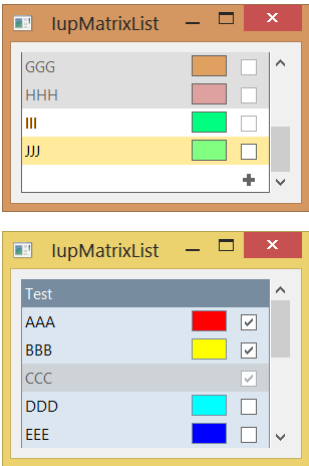 IupMatrixList
GGG
HHH
III
JJJ
IupMatrixList
Test
AAA
BBB
CCC
DDD
EEE